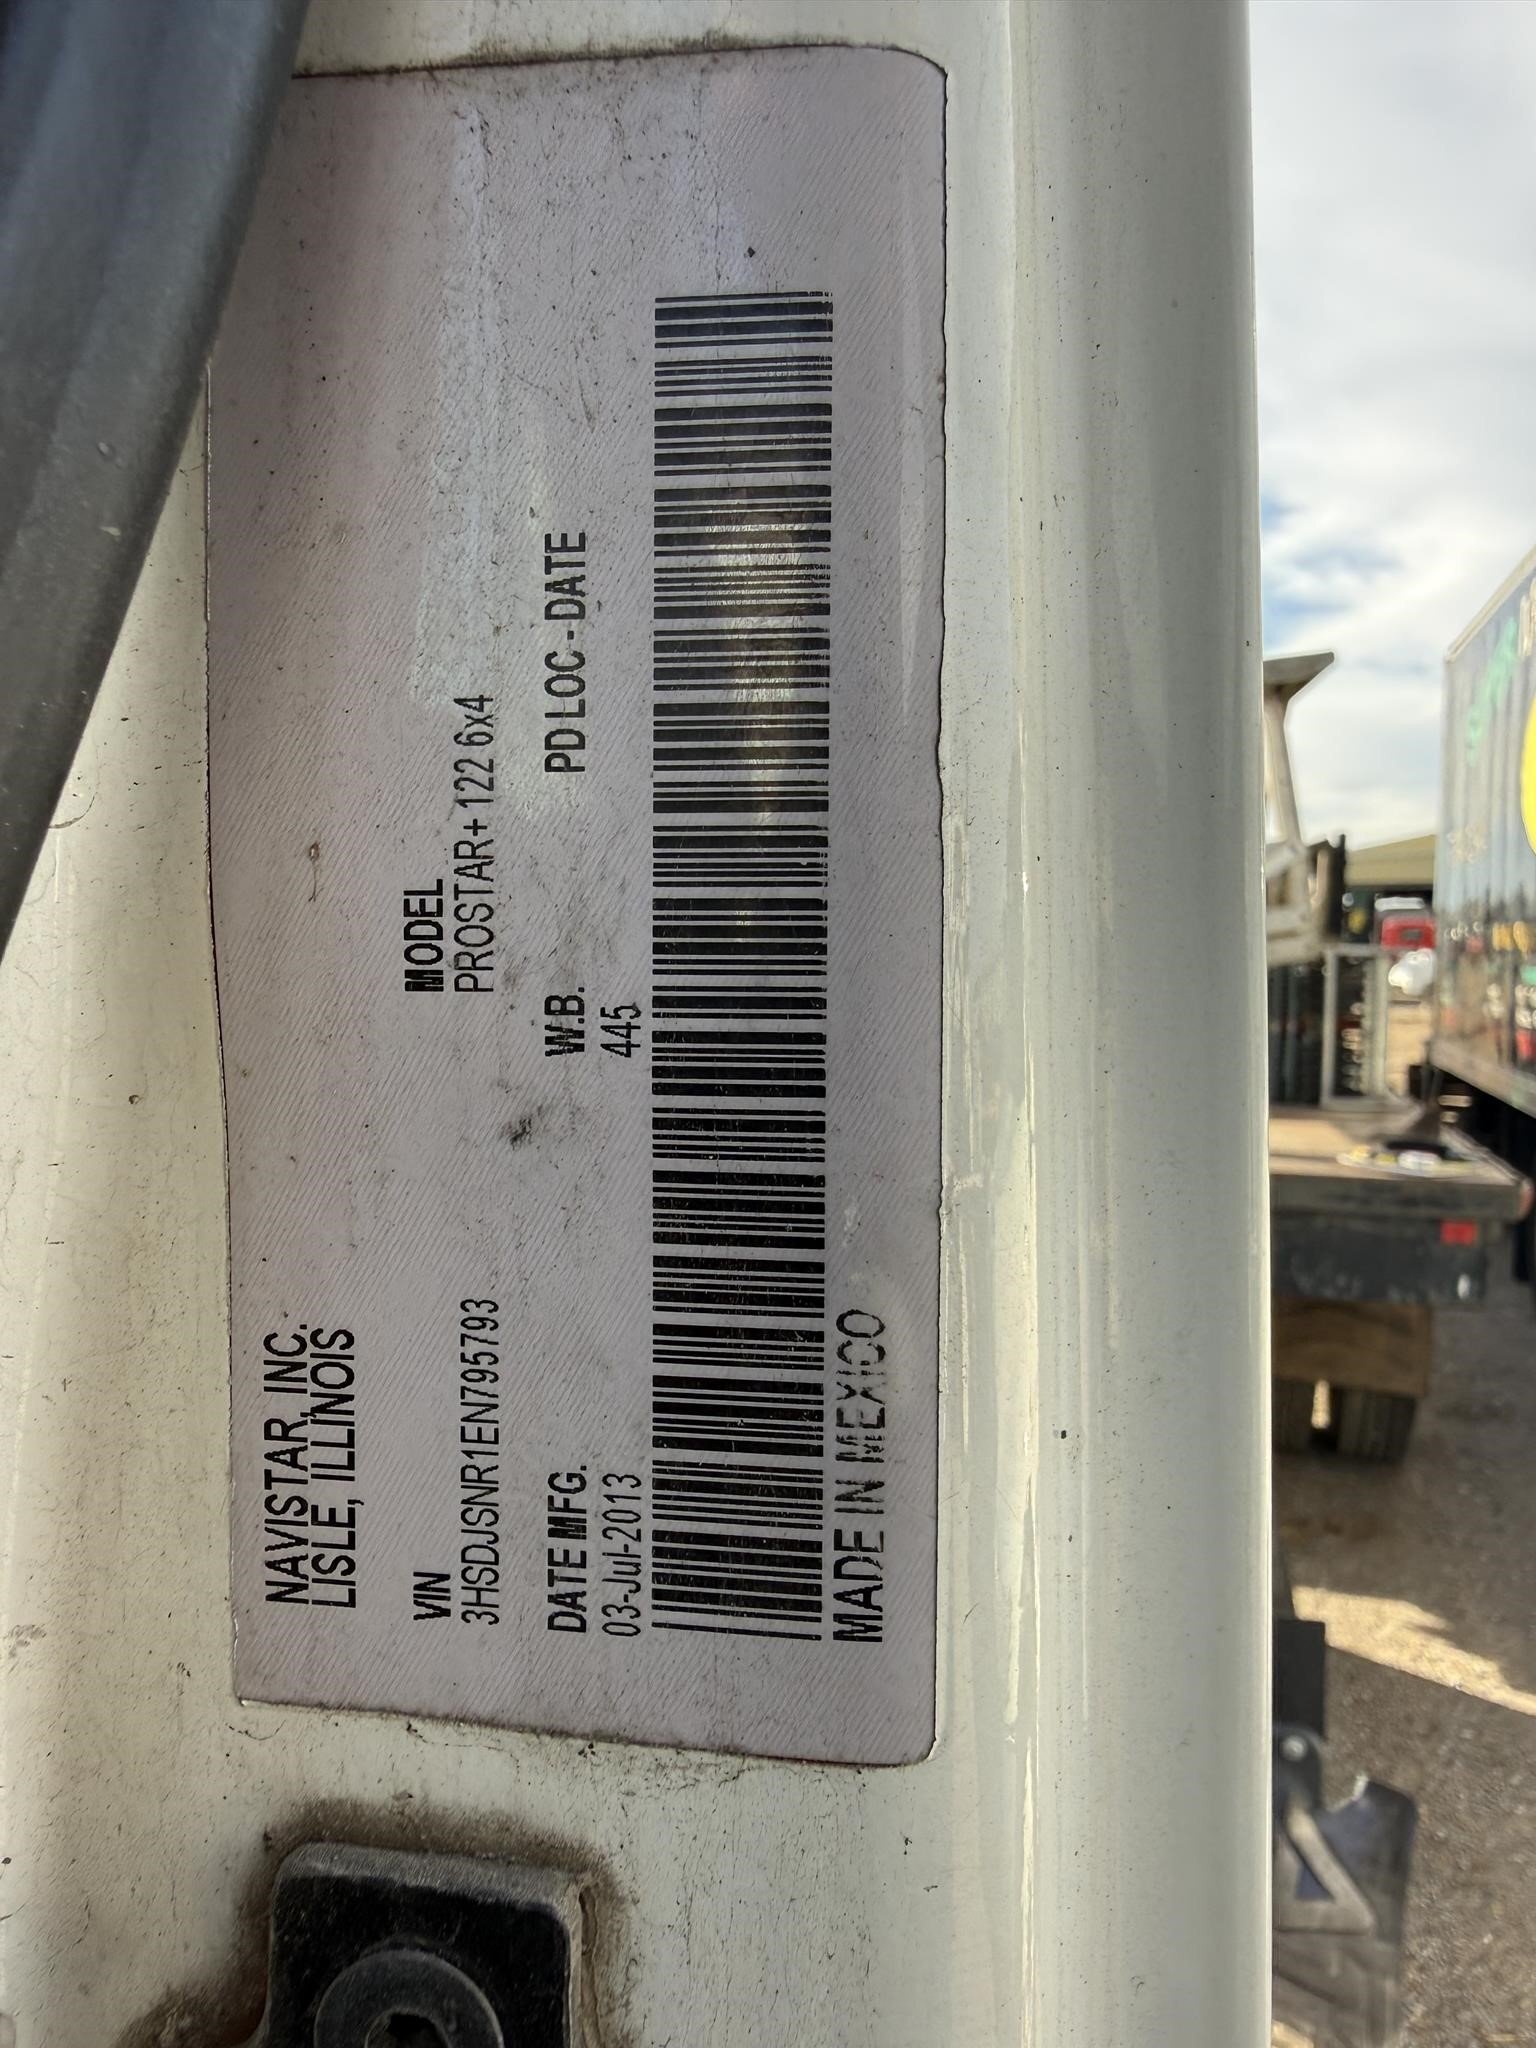 NAVISTAR, INC.
LISLE, ILLINOIS
VIN
3HSDJSNR1EN795793
MODEL
PROSTAR+ 122 6x4
DATE MFG.
03-Jul-2013
W.B.
445
PD LOC - DATE
MADE IN MEXICO